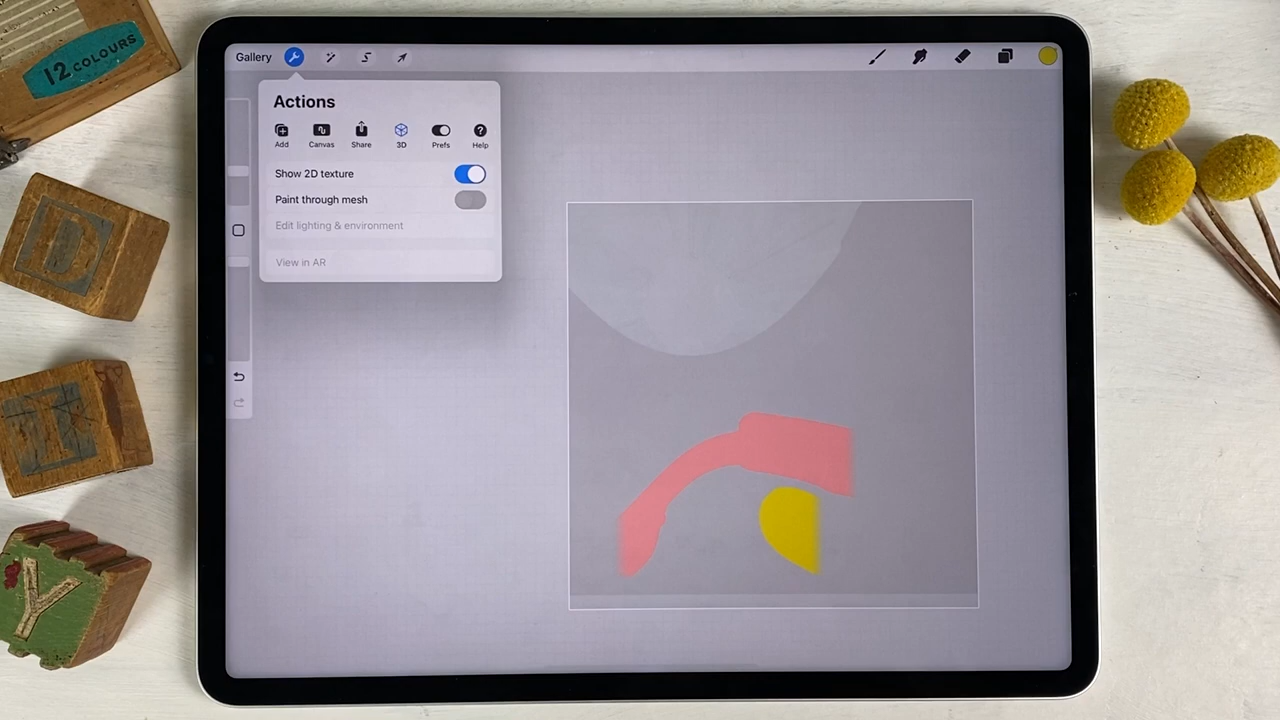 12 COLOURS
Gallery
Actions
Add Canvas Share 3D Prefs Help
Show 2D texture
Paint through mesh
Edit lighting & environment
View in AR
D
I
Y